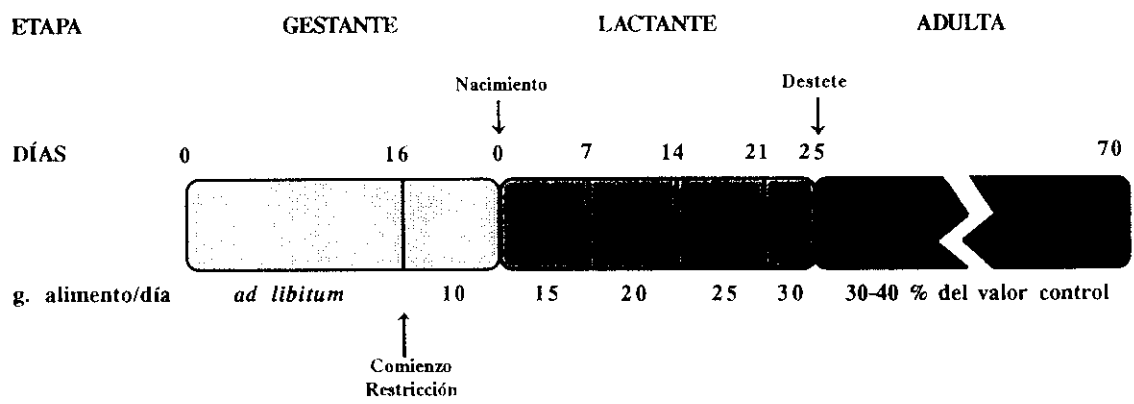 ETAPA GESTANTE LACTANTE ADULTA
Nacimiento Destete
DÍAS 0 16 0 7 14 21 25 70
g. alimento/día ad libitum 10 15 20 25 30 30-40 % del valor control
Comienzo
Restricción